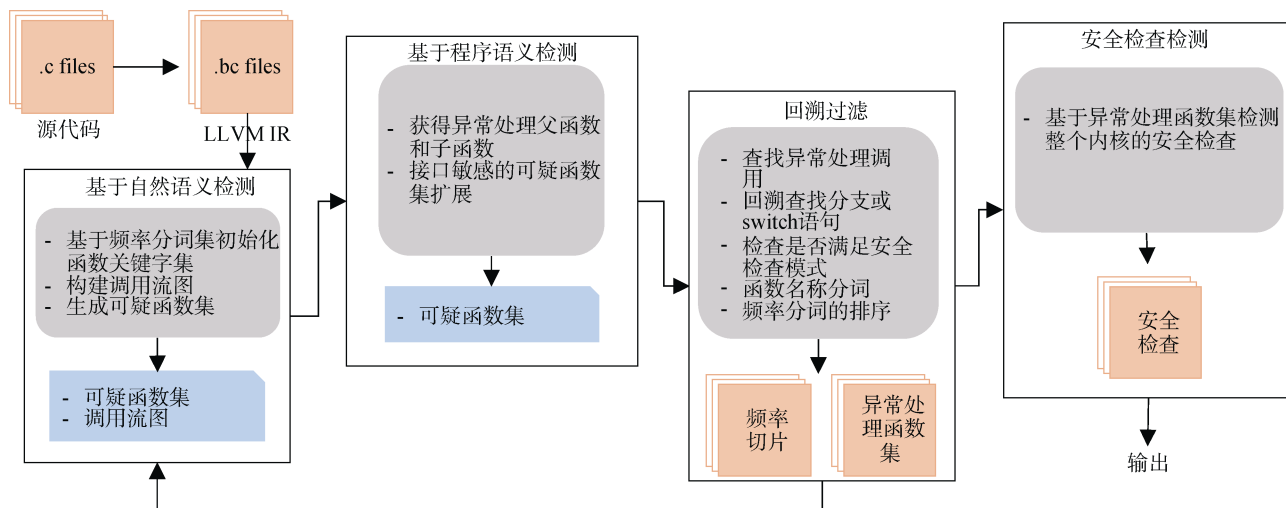 .c files
源代码
.bc files
LLVM IR
基于自然语义检测
- 基于频率分词集初始化
函数关键字集
- 构建调用流图
- 生成可疑函数集
- 可疑函数集
- 调用流图
基于程序语义检测
- 获得异常处理父函数
和子函数
- 接口敏感的可疑函数
集扩展
- 可疑函数集
回溯过滤
- 查找异常处理调
用
- 回溯查找分支或
switch语句
- 检查是否满足安全
检查模式
- 函数名称分词
- 频率分词的排序
频率
切片
异常处
理函数
集
安全检查检测
- 基于异常处理函数集检测
整个内核的安全检查
安全
检查
输出